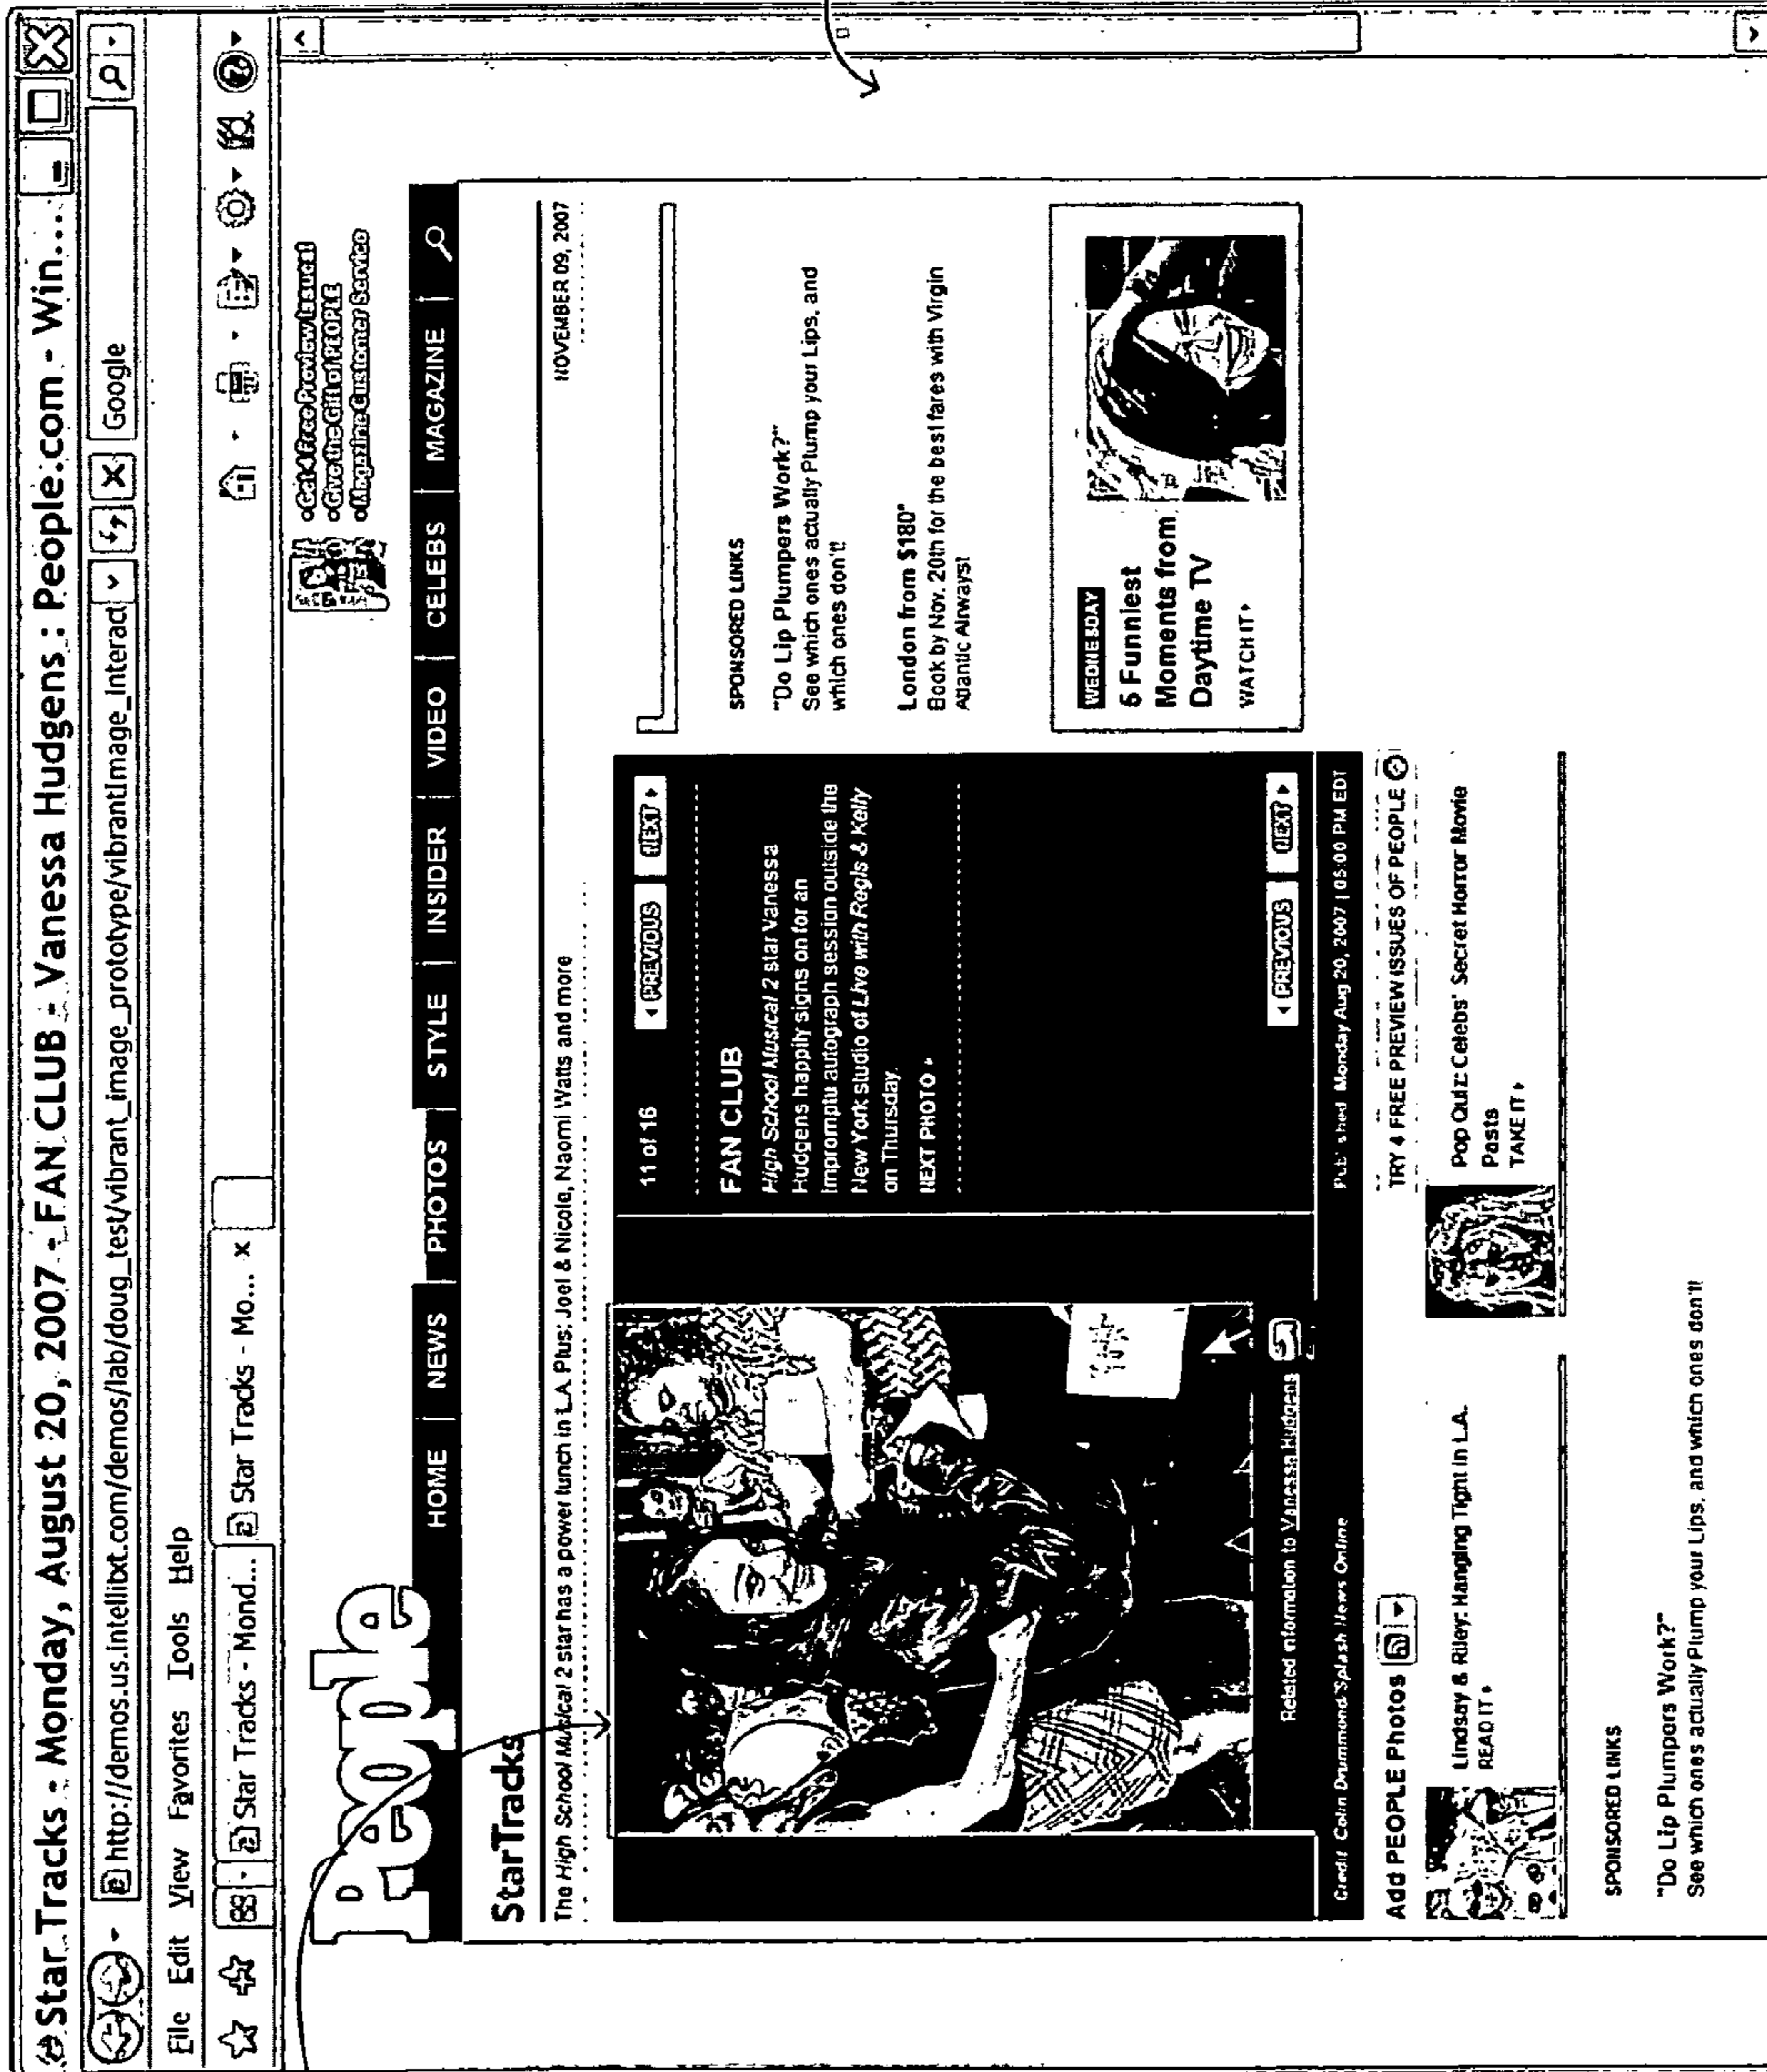 Star Tracks - Monday, August 20, 2007 - FAN CLUB - Vanessa Hudgens : People.com - Win...
http://demos.us.intellitxt.com/demos/lab/doug_test/vibrant_image_prototype/vibrantImage_Interact
Google
File Edit View Favorites Tools Help
Star Tracks - Mond...
Star Tracks - Mo... x
Get 4 Free Preview Issues!
Give the Gift of PEOPLE
Magazine Customer Service
People
HOME | NEWS | PHOTOS | STYLE | INSIDER | VIDEO | CELEBS | MAGAZINE
StarTracks
NOVEMBER 09, 2007
The High School Musical 2 star has a power lunch in L.A. Plus: Joel & Nicole, Naomi Watts and more
11 of 16
PREVIOUS
NEXT
FAN CLUB
High School Musical 2 star Vanessa
Hudgens happily signs on for an
impromptu autograph session outside the
New York studio of Live with Regis & Kelly
on Thursday.
NEXT PHOTO
PREVIOUS
NEXT
Related information to Vanessa Hudgens
Credit Colin Drummond/Splash News Online
Published Monday Aug 20, 2007 | 05:00 PM EDT
SPONSORED LINKS
"Do Lip Plumpers Work?"
See which ones actually Plump your Lips, and
which ones don't!
London from $180"
Book by Nov. 20th for the best fares with Virgin
Atlantic Airways!
WEDNESDAY
6 Funniest
Moments from
Daytime TV
WATCH IT
Add PEOPLE Photos
TRY 4 FREE PREVIEW ISSUES OF PEOPLE
Lindsay & Riley: Hanging Tight in L.A.
READ IT
Pop Quiz: Celebs' Secret Horror Movie
Pasts
TAKE IT
SPONSORED LINKS
"Do Lip Plumpers Work?"
See which ones actually Plump your Lips, and which ones don't!